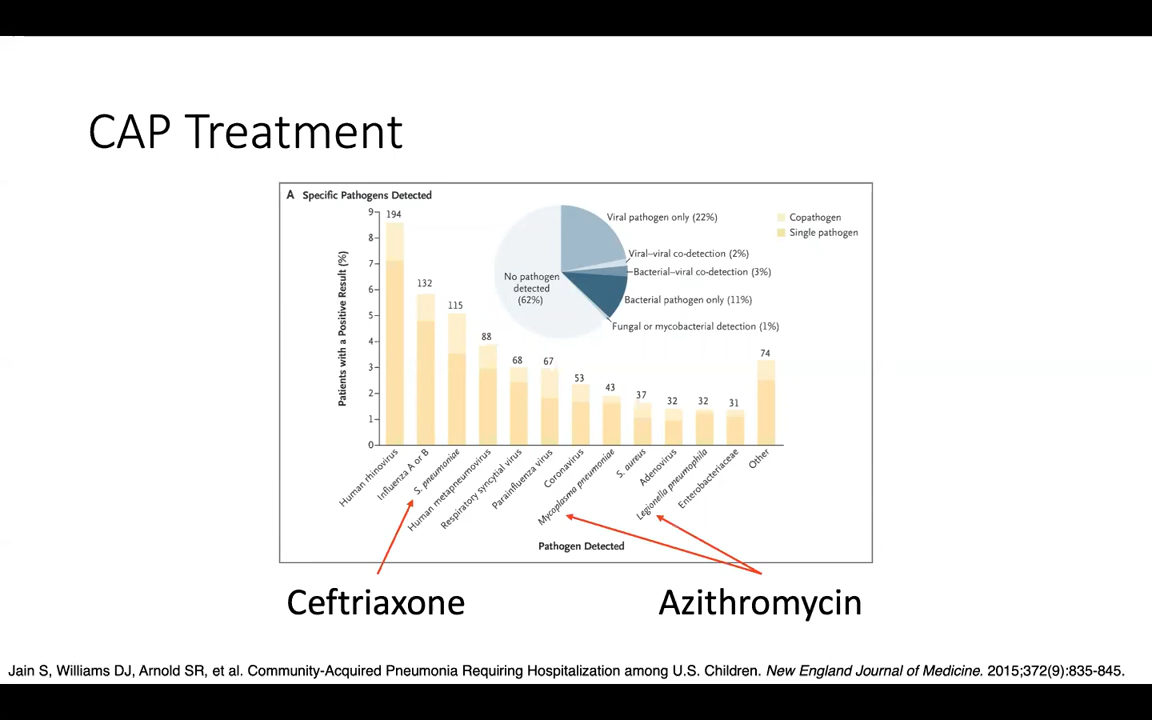 CAP Treatment
A Specific Pathogens Detected
Patients with a Positive Result (%)
9
8
7
6
5
4
3
2
1
0
194
132
115
88
68
67
53
43
37
32
32
31
74
No pathogen
detected
(62%)
Viral pathogen only (22%)
Viral–viral co-detection (2%)
Bacterial–viral co-detection (3%)
Bacterial pathogen only (11%)
Fungal or mycobacterial detection (1%)
Copathogen
Single pathogen
Human rhinovirus
Influenza A or B
S. pneumoniae
Human metapneumovirus
Respiratory syncytial virus
Parainfluenza virus
Coronavirus
Mycoplasma pneumoniae
S. aureus
Adenovirus
Legionella pneumophila
Enterobacteriaceae
Other
Pathogen Detected
Ceftriaxone
Azithromycin
Jain S, Williams DJ, Arnold SR, et al. Community-Acquired Pneumonia Requiring Hospitalization among U.S. Children. New England Journal of Medicine. 2015;372(9):835-845.